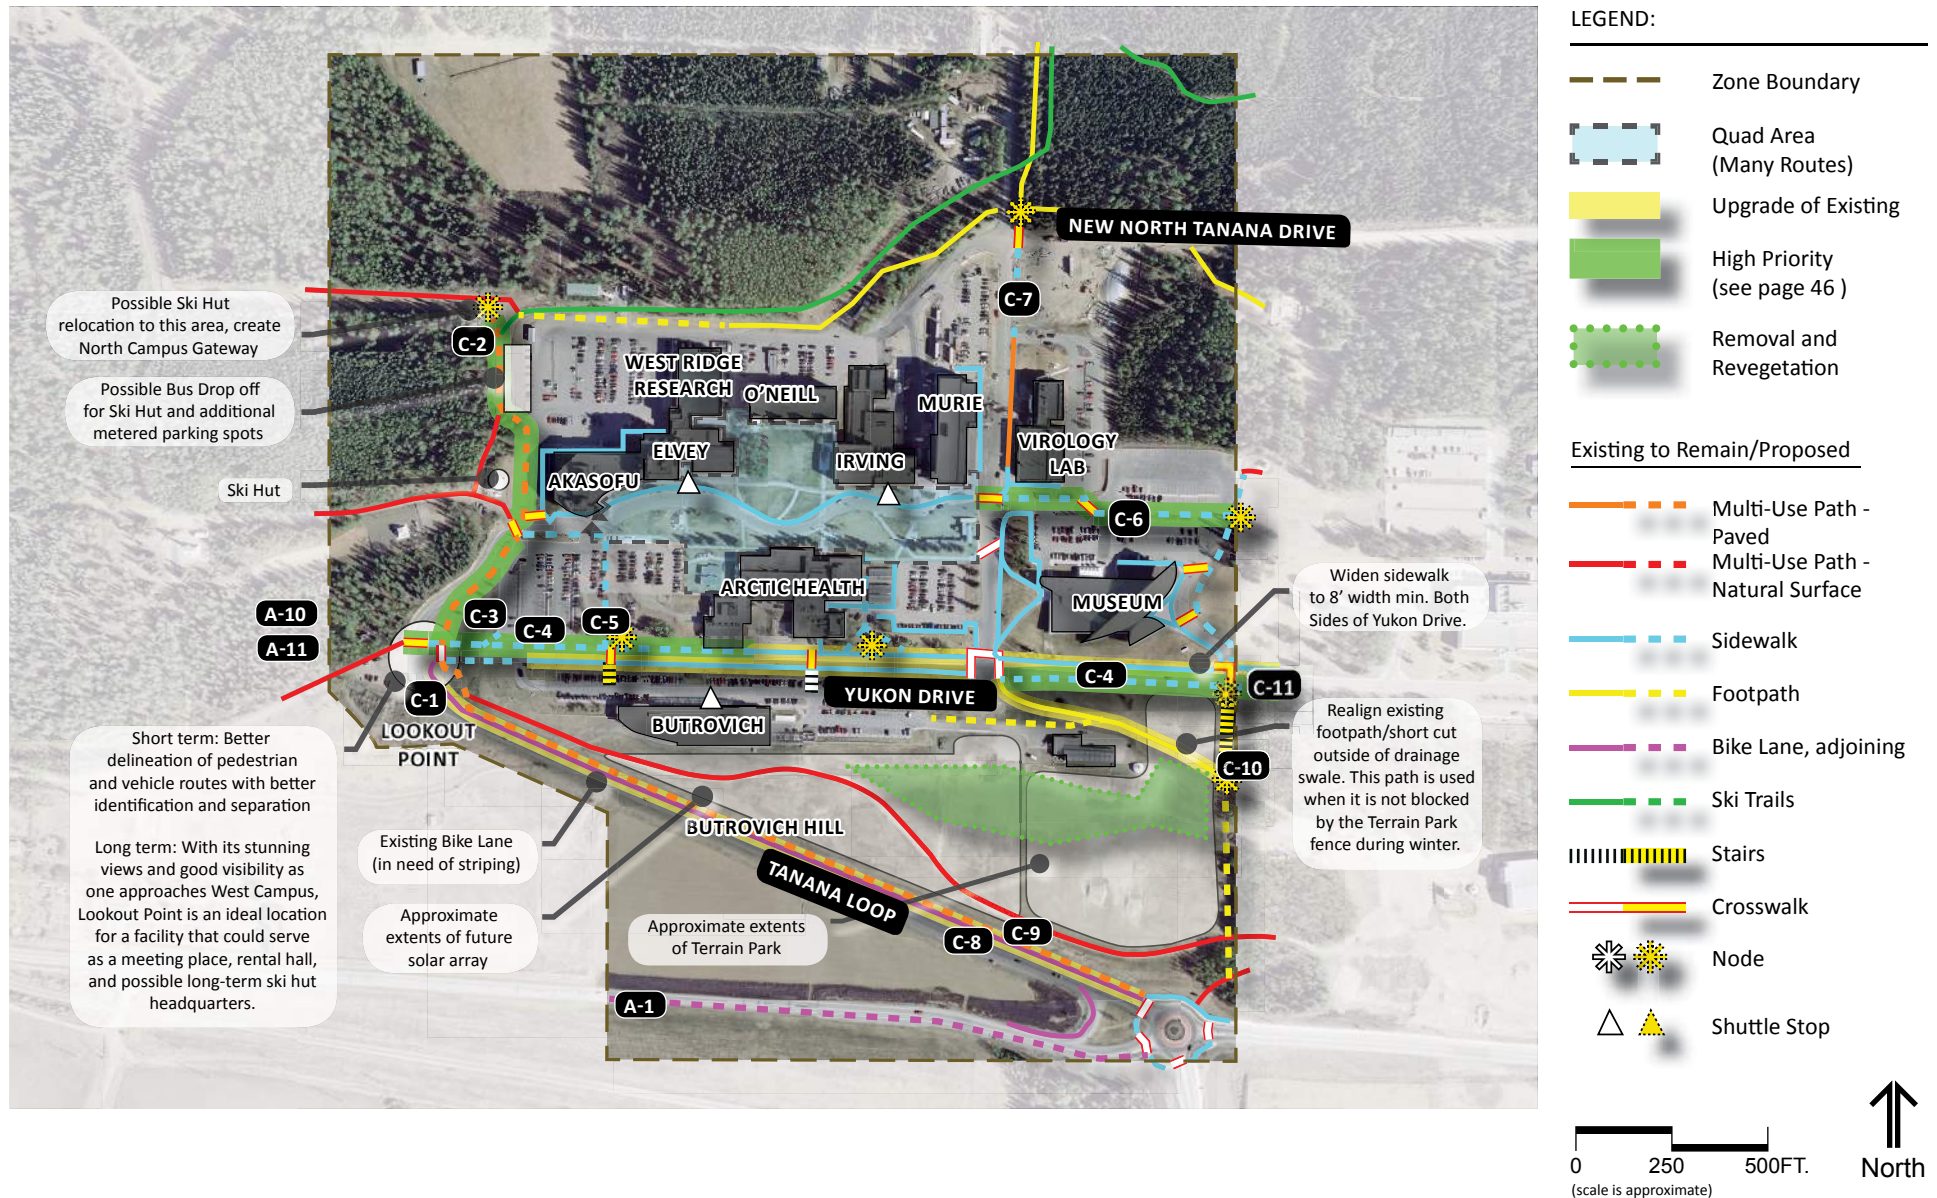 LEGEND:
Zone Boundary
Quad Area
(Many Routes)
Upgrade of Existing
High Priority
(see page 46 )
Removal and
Revegetation
Existing to Remain/Proposed
Multi-Use Path -
Paved
Multi-Use Path -
Natural Surface
Sidewalk
Footpath
Bike Lane, adjoining
Ski Trails
Stairs
Crosswalk
Node
Shuttle Stop
0 250 500FT.
(scale is approximate)
North
NEW NORTH TANANA DRIVE
C-7
Possible Ski Hut
relocation to this area, create
North Campus Gateway
C-2
Possible Bus Drop off
for Ski Hut and additional
metered parking spots
Ski Hut
WEST RIDGE
RESEARCH
O'NEILL
MURIE
ELVEY
IRVING
VIROLOGY
LAB
AKASOFU
C-6
ARCTIC HEALTH
MUSEUM
Widen sidewalk
to 8' width min. Both
Sides of Yukon Drive.
A-10
A-11
C-3
C-4
C-5
C-4
C-11
C-1
YUKON DRIVE
BUTROVICH
LOOKOUT
POINT
C-10
Realign existing
footpath/short cut
outside of drainage
swale. This path is used
when it is not blocked
by the Terrain Park
fence during winter.
Short term: Better
delineation of pedestrian
and vehicle routes with better
identification and separation
Long term: With its stunning
views and good visibility as
one approaches West Campus,
Lookout Point is an ideal location
for a facility that could serve
as a meeting place, rental hall,
and possible long-term ski hut
headquarters.
Existing Bike Lane
(in need of striping)
BUTROVICH HILL
TANANA LOOP
Approximate
extents of future
solar array
Approximate extents
of Terrain Park
C-8
C-9
A-1